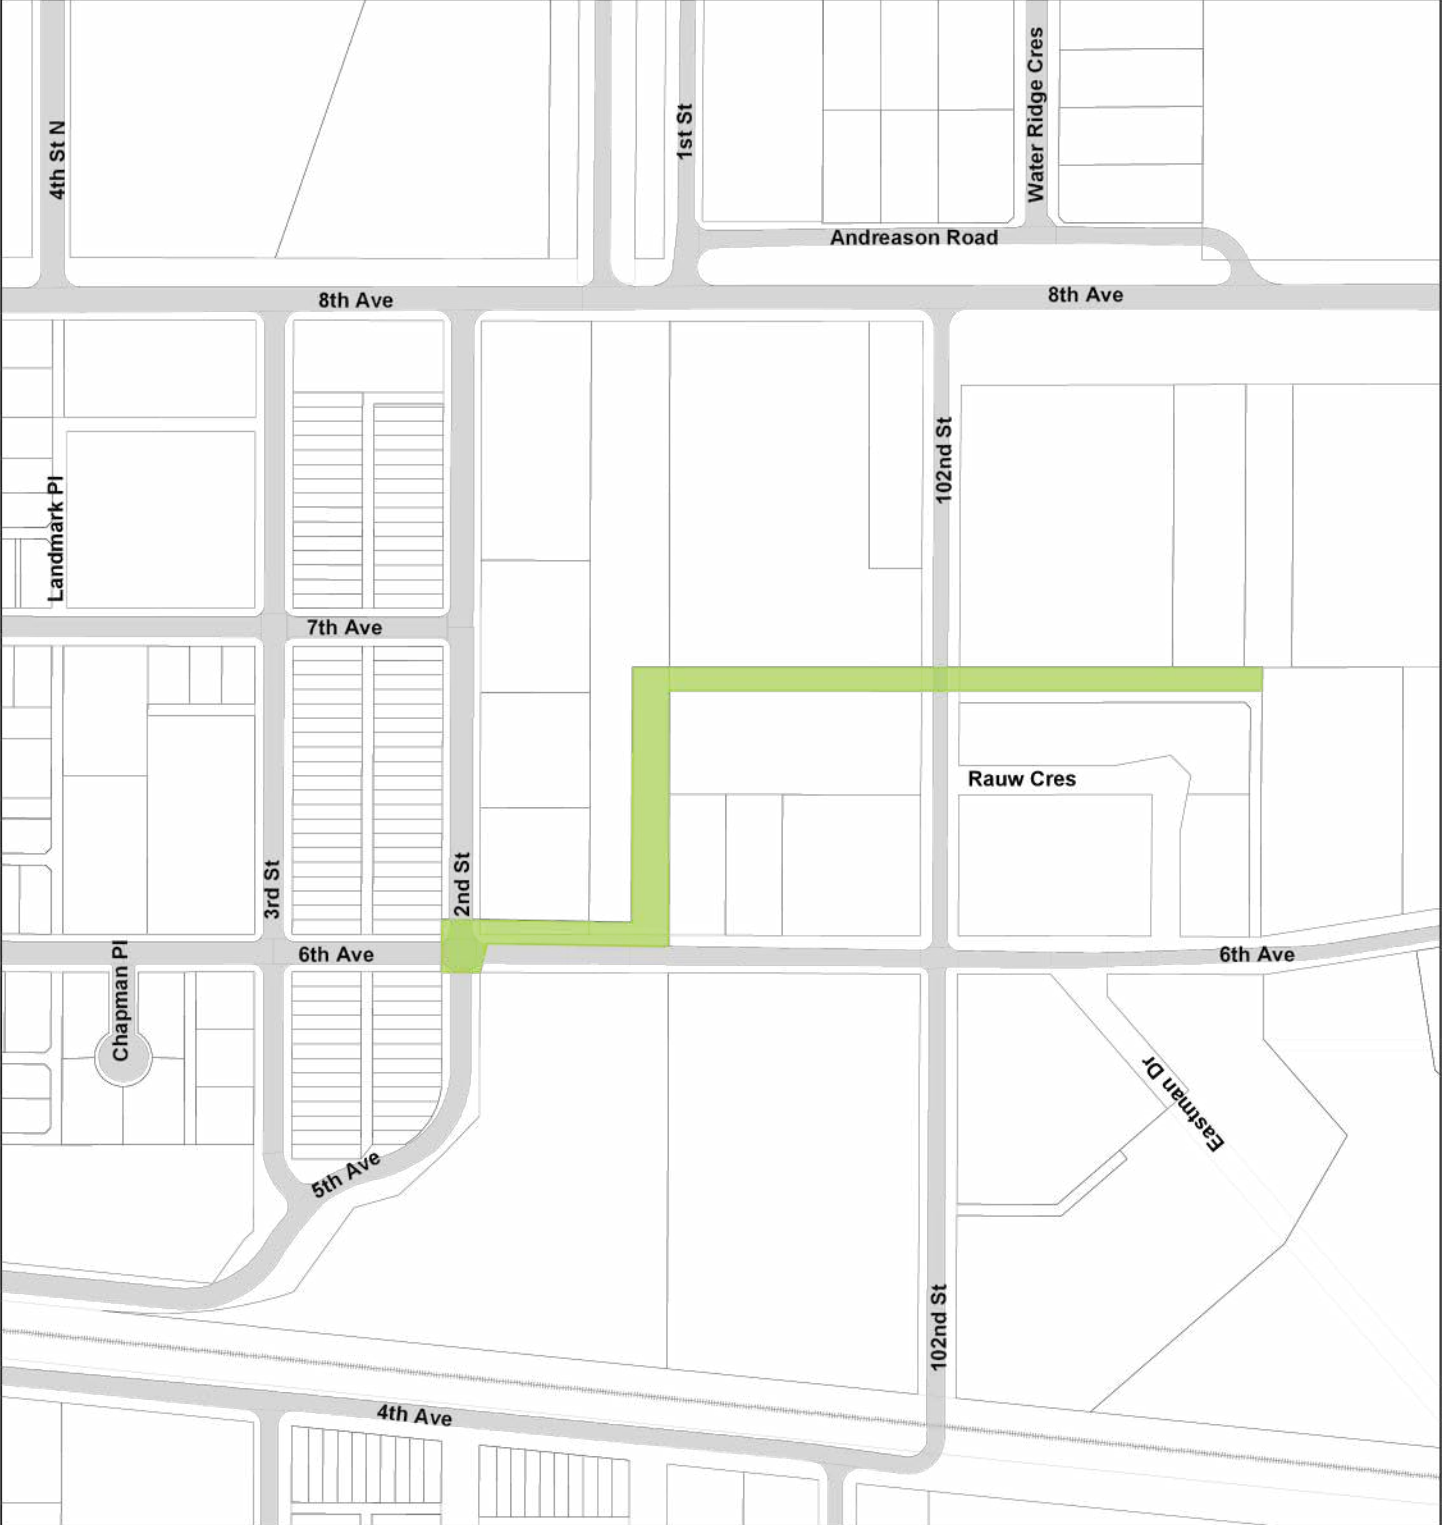 4th St N
1st St
Water Ridge Cres
Andreason Road
8th Ave
8th Ave
102nd St
Landmark Pl
7th Ave
Rauw Cres
3rd St
2nd St
6th Ave
6th Ave
Chapman Pl
Eastman Dr
5th Ave
102nd St
4th Ave